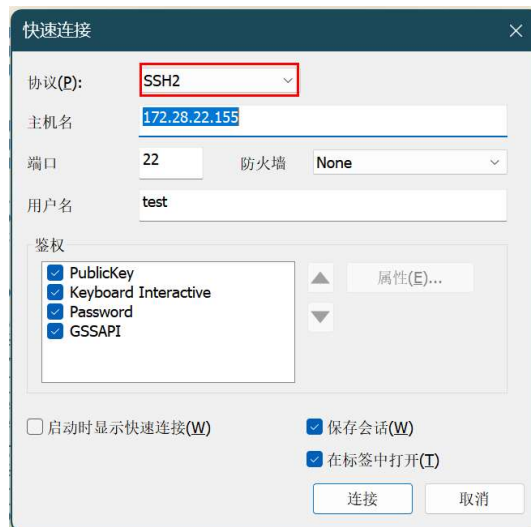 快速连接
协议(P): SSH2
主机名 172.28.22.155
端口 22 防火墙 None
用户名 test
鉴权
PublicKey 属性(E)...
Keyboard Interactive
Password
GSSAPI
启动时显示快速连接(W) 保存会话(W)
在标签中打开(T)
连接 取消